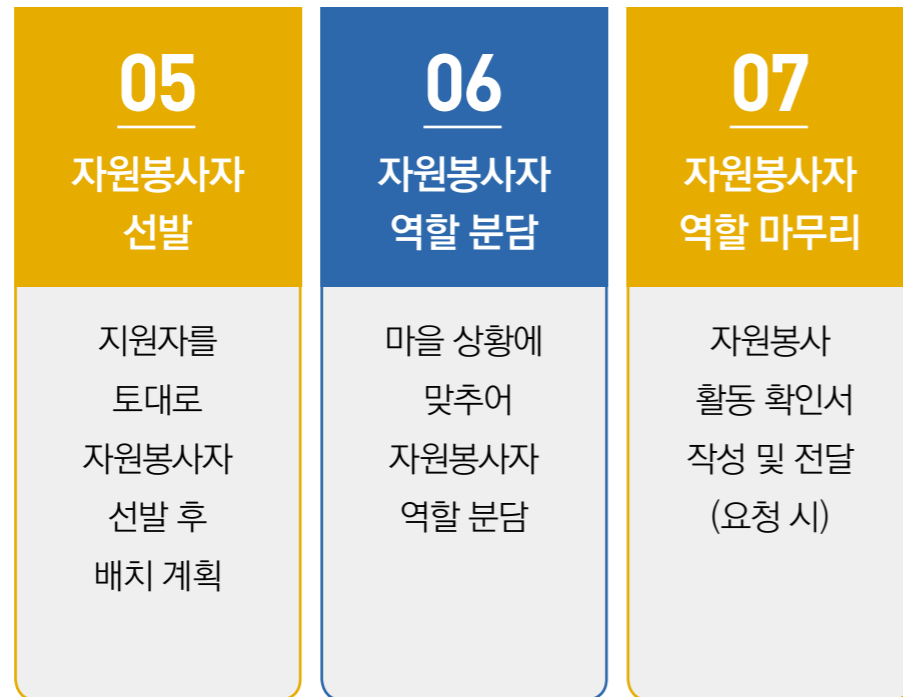 05
자원봉사자
선발
지원자를
토대로
자원봉사자
선발 후
배치 계획
06
자원봉사자
역할 분담
마을 상황에
맞추어
자원봉사자
역할 분담
07
자원봉사자
역할 마무리
자원봉사
활동 확인서
작성 및 전달
(요청 시)